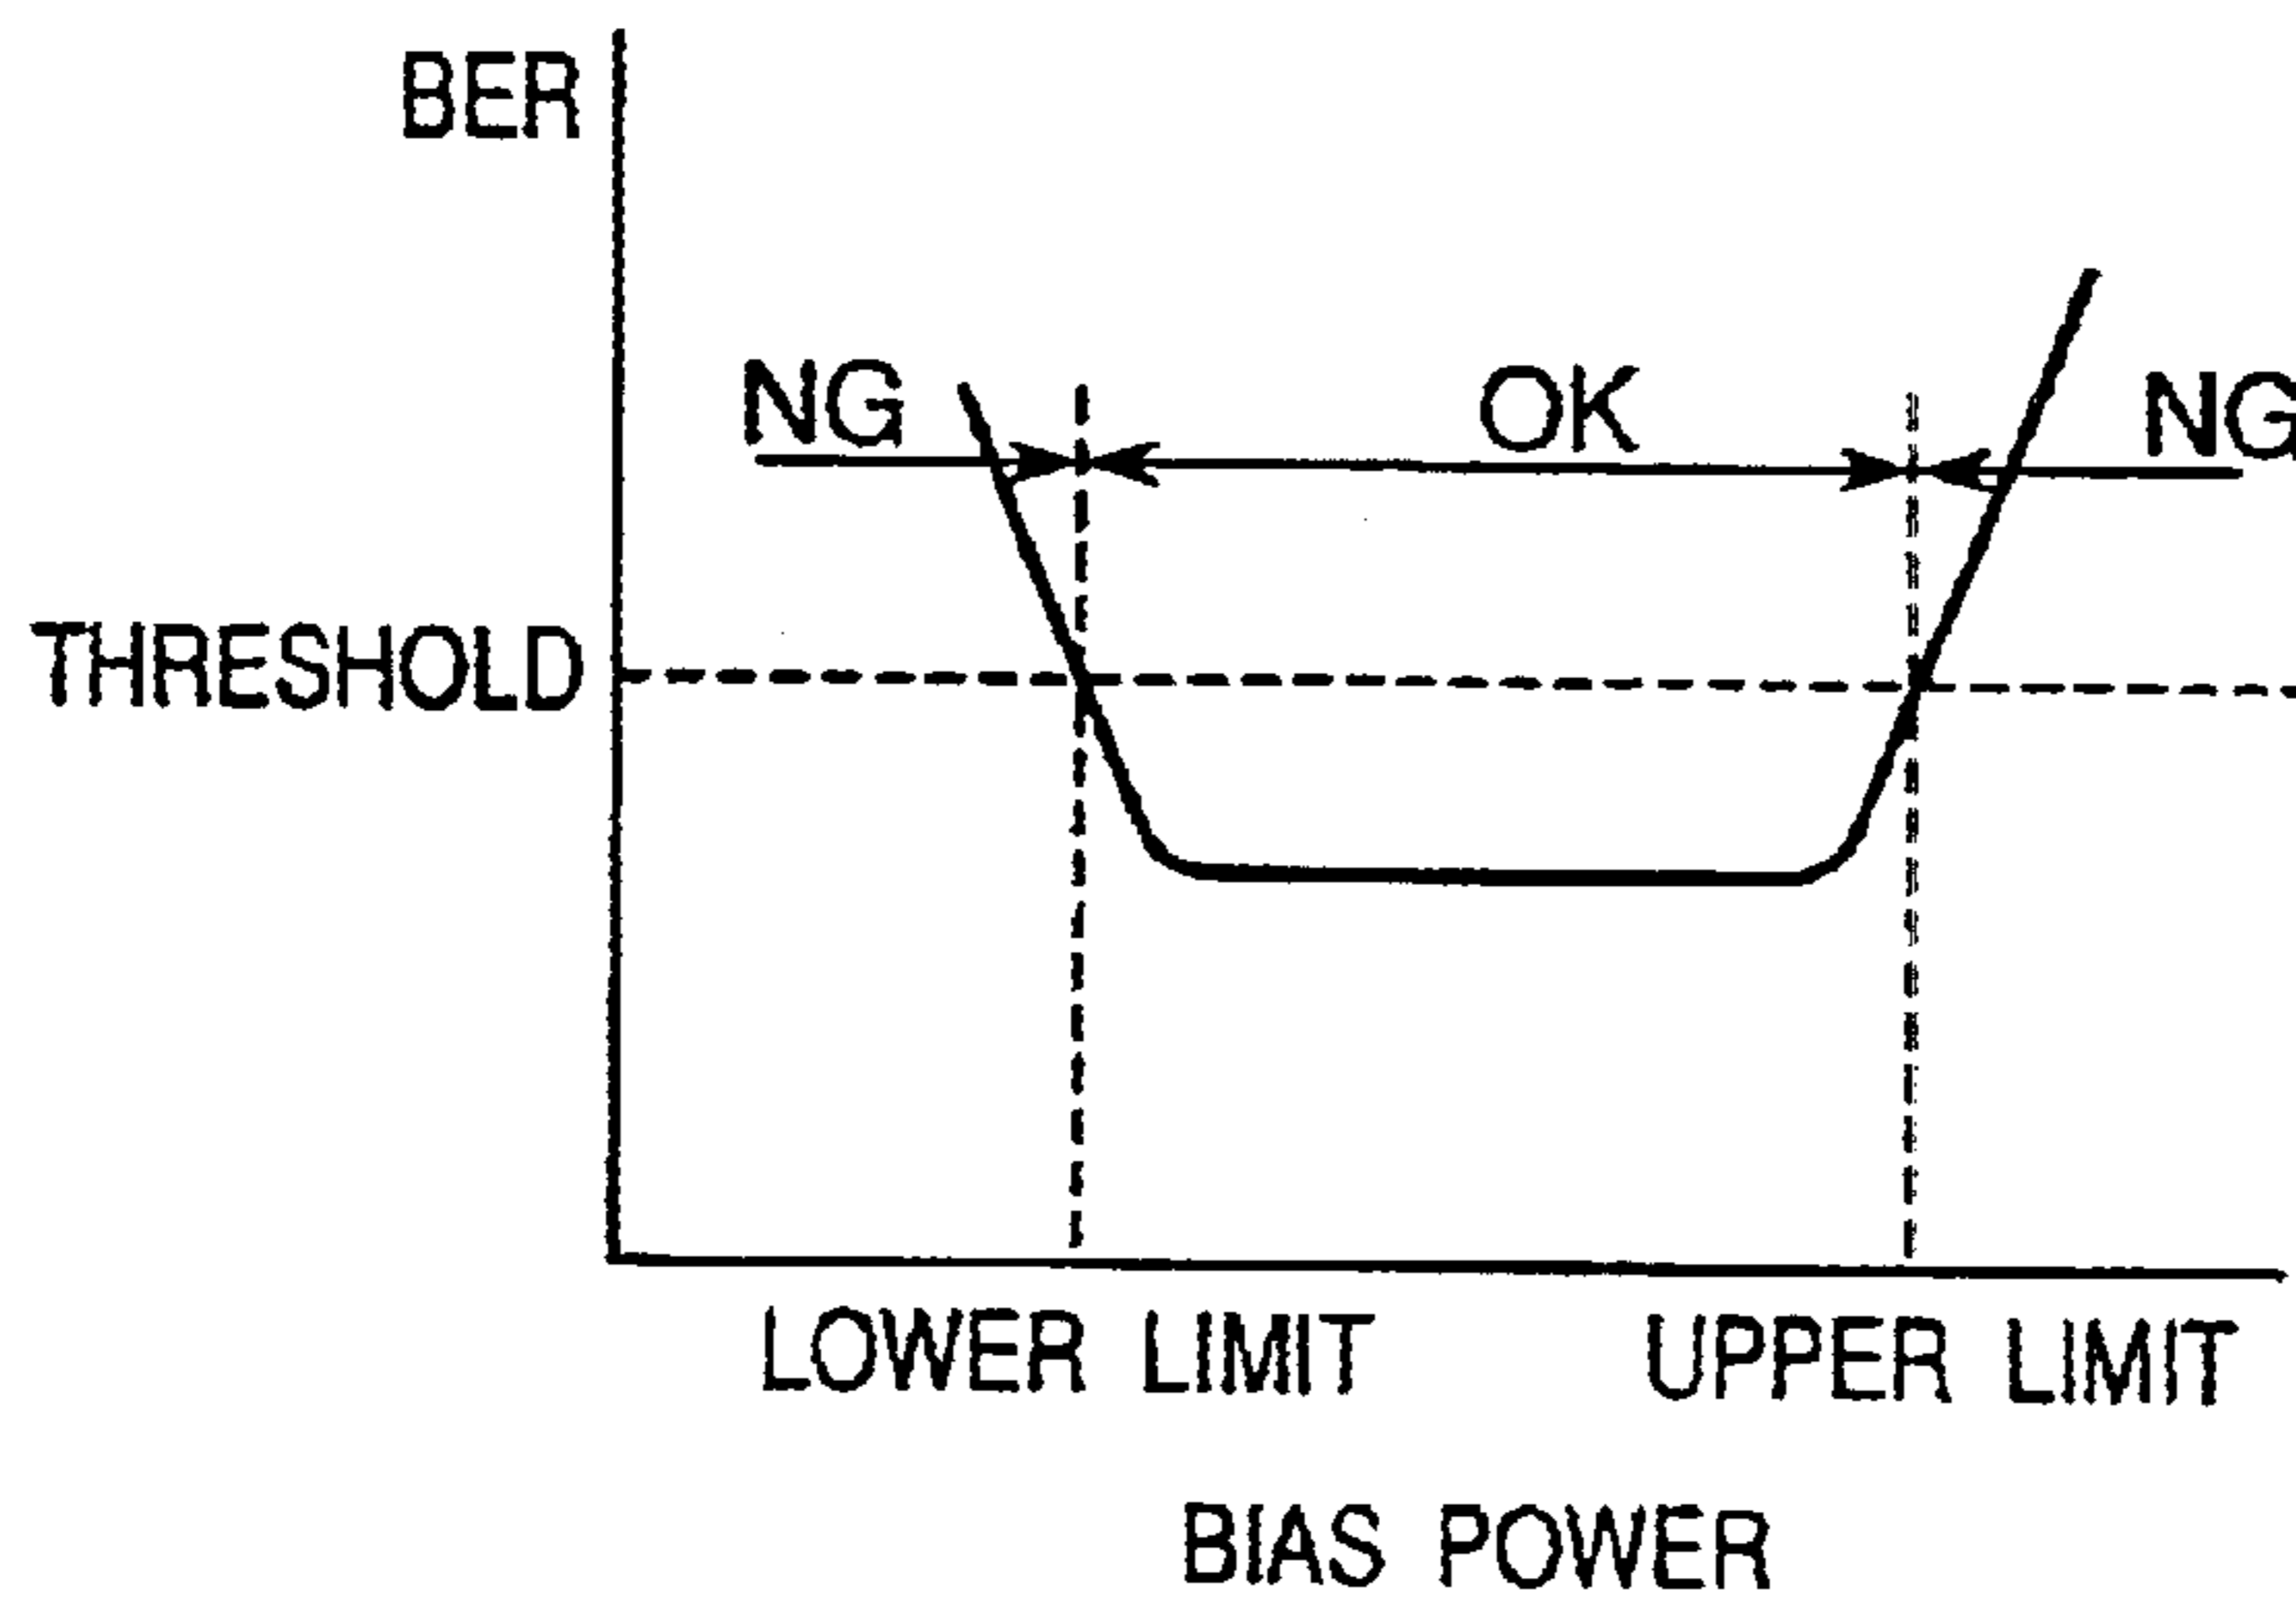 BER
NG
OK
NG
THRESHOLD
LOWER LIMIT
UPPER LIMIT
BIAS POWER